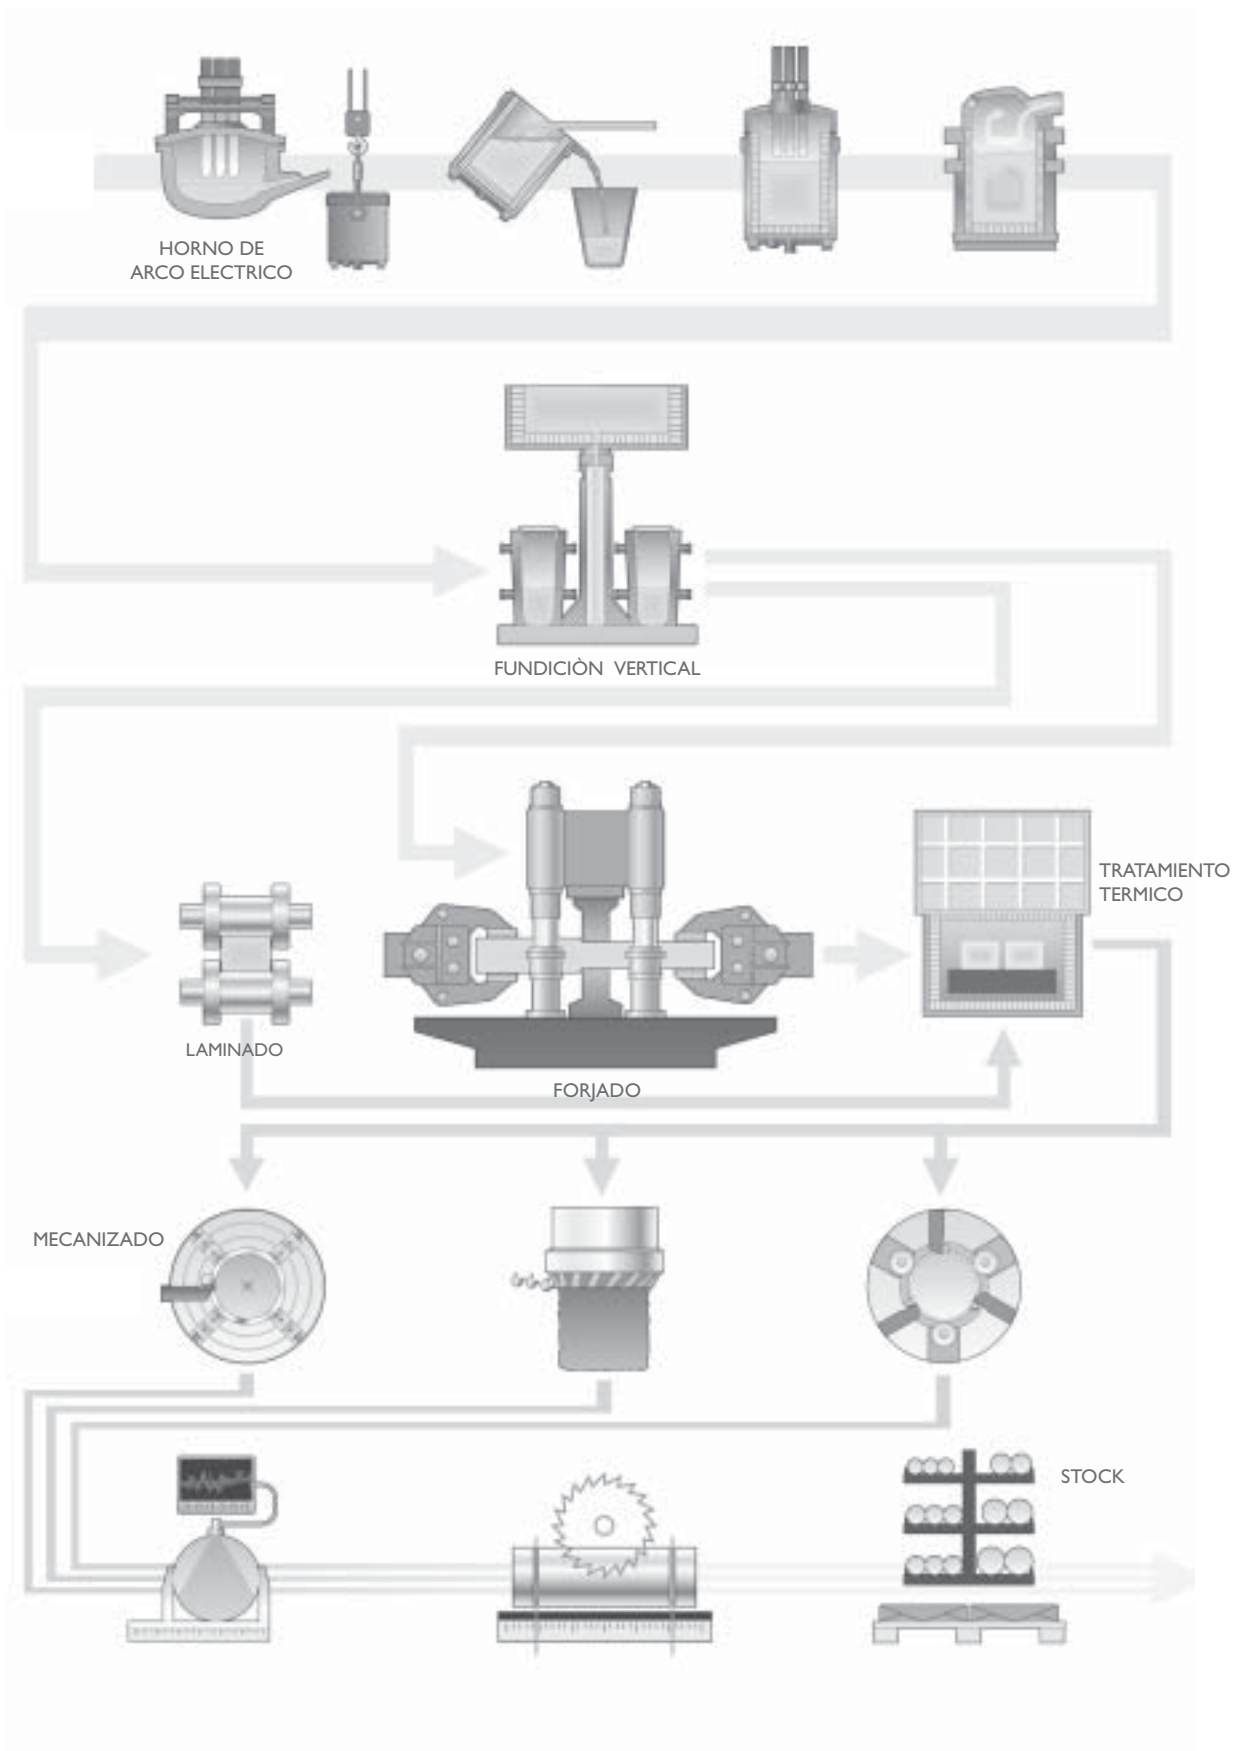 HORNO DE
ARCO ELECTRICO
FUNDICIÒN VERTICAL
TRATAMIENTO
TERMICO
LAMINADO
FORJADO
MECANIZADO
STOCK